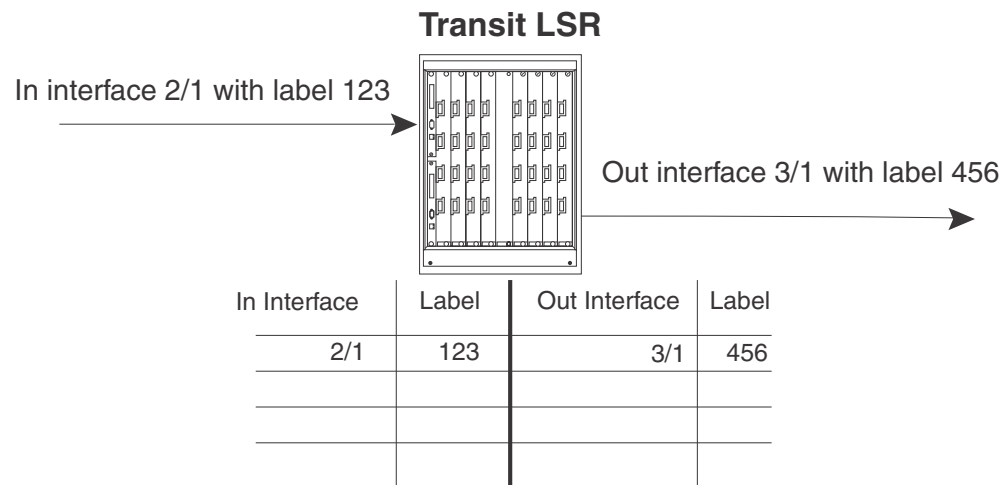 Transit LSR
In interface 2/1 with label 123
Out interface 3/1 with label 456
In Interface Label Out Interface Label
2/1 123 3/1 456